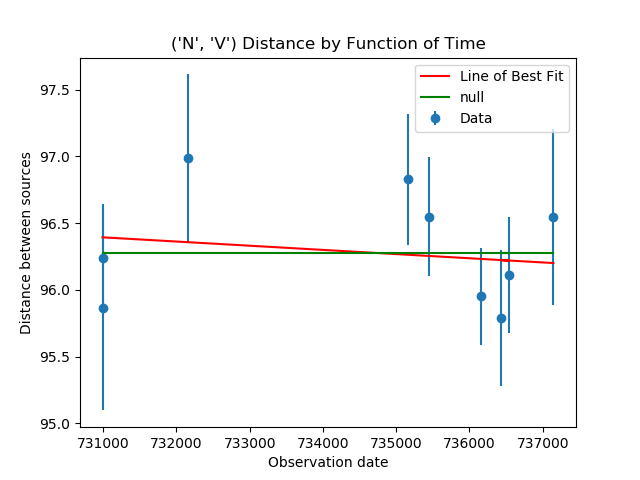 ('N', 'V') Distance by Function of Time
Line of Best Fit
null
Data
97.5
97.0
96.5
96.0
95.5
95.0
Distance between sources
731000 732000 733000 734000 735000 736000 737000
Observation date